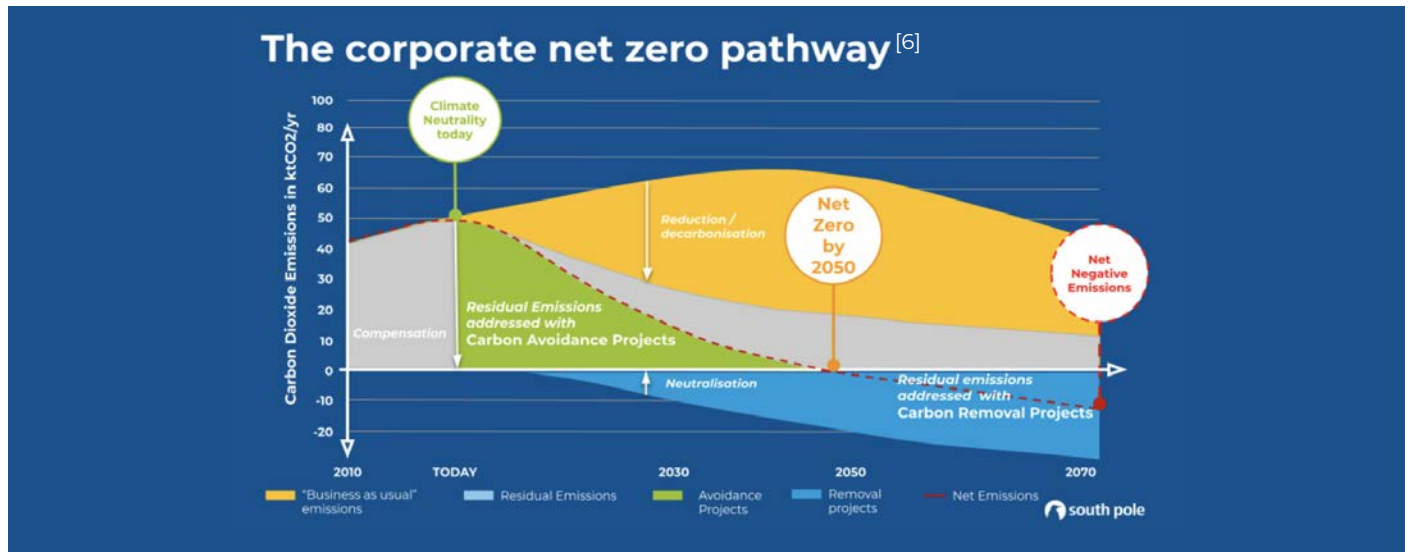 The corporate net zero pathway [6]
Carbon Dioxide Emissions in ktCO2/yr
100
80
70
60
50
40
30
20
10
0
-10
-20
Climate
Neutrality
today
Reduction /
decarbonisation
Net
Zero
by
2050
Net
Negative
Emissions
Compensation
Residual Emissions
addressed with
Carbon Avoidance Projects
Neutralisation
Residual emissions
addressed with
Carbon Removal Projects
2010 TODAY 2030 2050 2070
"Business as usual"
emissions
Residual Emissions
Avoidance
Projects
Removal
projects
Net Emissions
south pole